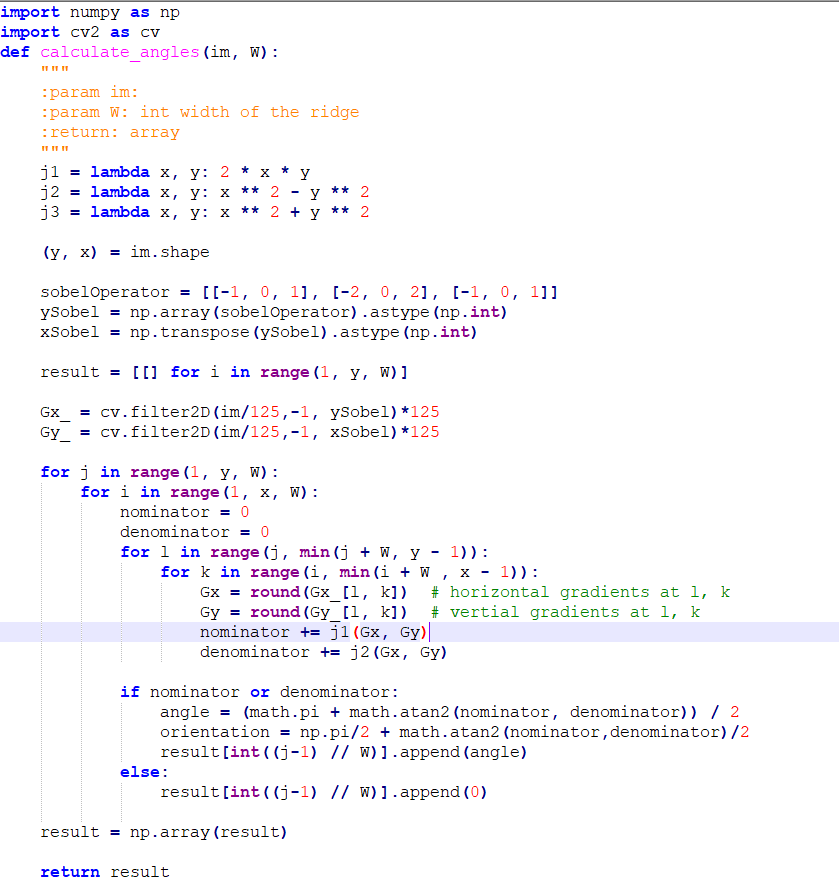 import numpy as np
import cv2 as cv
def calculate_angles(im, W):
    """
    :param im:
    :param W: int width of the ridge
    :return: array
    """
    j1 = lambda x, y: 2 * x * y
    j2 = lambda x, y: x ** 2 - y ** 2
    j3 = lambda x, y: x ** 2 + y ** 2

    (y, x) = im.shape

    sobelOperator = [[-1, 0, 1], [-2, 0, 2], [-1, 0, 1]]
    ySobel = np.array(sobelOperator).astype(np.int)
    xSobel = np.transpose(ySobel).astype(np.int)

    result = [[] for i in range(1, y, W)]

    Gx_ = cv.filter2D(im/125,-1, ySobel)*125
    Gy_ = cv.filter2D(im/125,-1, xSobel)*125

    for j in range(1, y, W):
        for i in range(1, x, W):
            nominator = 0
            denominator = 0
            for l in range(j, min(j + W, y - 1)):
                for k in range(i, min(i + W , x - 1)):
                    Gx = round(Gx_[l, k])  # horizontal gradients at l, k
                    Gy = round(Gy_[l, k])  # vertial gradients at l, k
                    nominator += j1(Gx, Gy)
                    denominator += j2(Gx, Gy)

            if nominator or denominator:
                angle = (math.pi + math.atan2(nominator, denominator)) / 2
                orientation = np.pi/2 + math.atan2(nominator,denominator)/2
                result[int((j-1) // W)].append(angle)
            else:
                result[int((j-1) // W)].append(0)

    result = np.array(result)

    return result